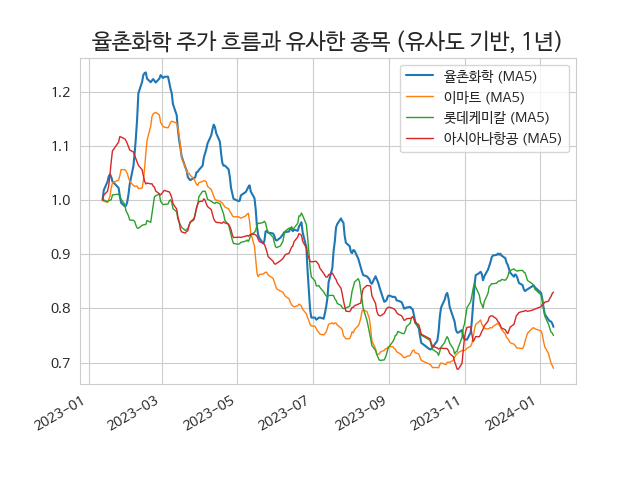 율촌화학 주가 흐름과 유사한 종목 (유사도 기반, 1년)
율촌화학 (MA5)
이마트 (MA5)
롯데케미칼 (MA5)
아시아나항공 (MA5)
1.2
1.1
1.0
0.9
0.8
0.7
2023-01
2023-03
2023-05
2023-07
2023-09
2023-11
2024-01